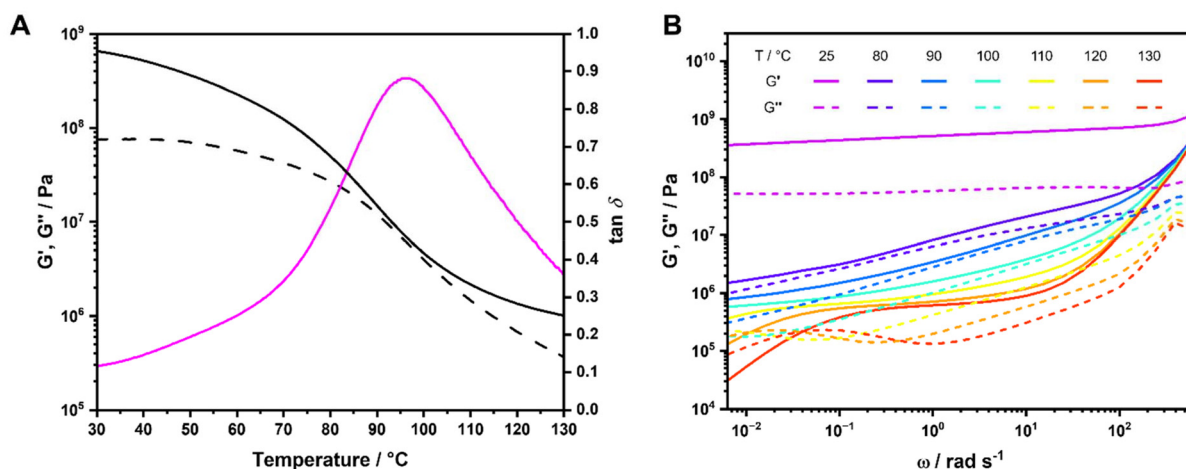 A
10⁹
10⁸
10⁷
10⁶
10⁵
G', G'' / Pa
30 40 50 60 70 80 90 100 110 120 130
Temperature / °C
1.0
0.9
0.8
0.7
0.6
0.5
0.4
0.3
0.2
0.1
0.0
tan δ
B
T / °C 25 80 90 100 110 120 130
G'
G''
10¹⁰
10⁹
10⁸
10⁷
10⁶
10⁵
10⁴
G', G'' / Pa
10⁻² 10⁻¹ 10⁰ 10¹ 10²
ω / rad s⁻¹